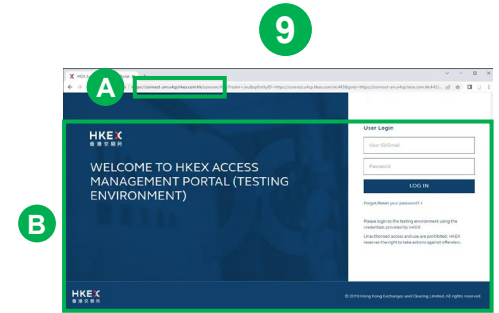 9
A
B
HKEX
香港交易所
WELCOME TO HKEX ACCESS
MANAGEMENT PORTAL (TESTING
ENVIRONMENT)
User Login
User ID/Email
Password
LOG IN
Forgot/Reset your password? >
Please login to the testing environment using the
credentials provided by HKEX
Unauthorised access and use are prohibited; HKEX
reserves the right to take actions against offenders.
HKEX
香港交易所
© 2019 Hong Kong Exchanges and Clearing Limited. All rights reserved.